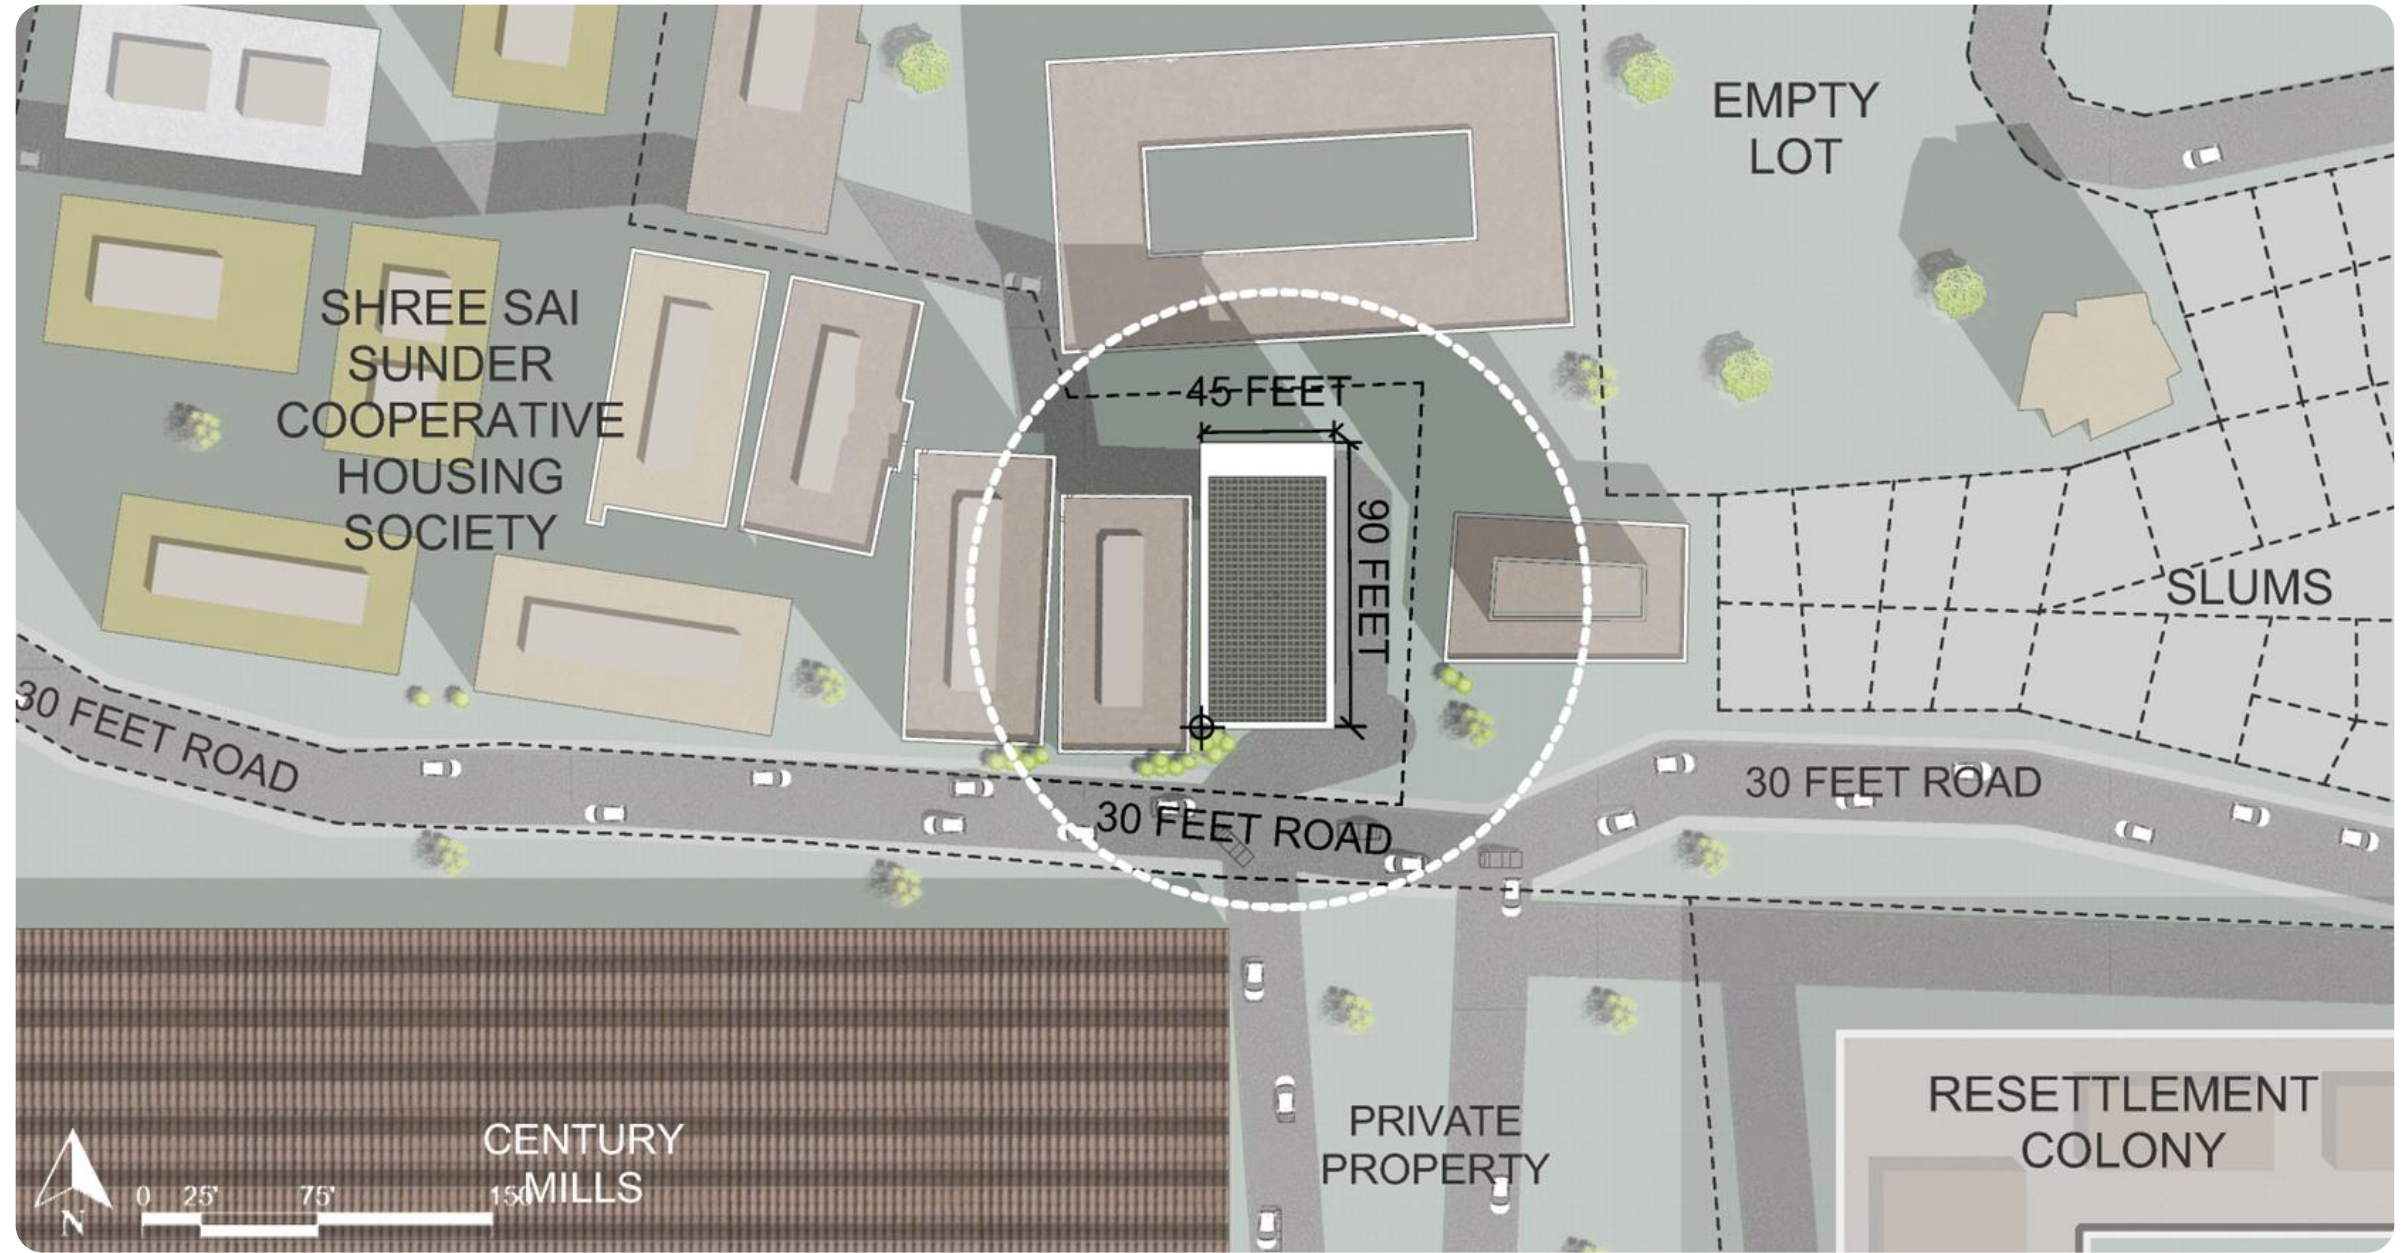 EMPTY
LOT
SHREE SAI
SUNDER
COOPERATIVE
HOUSING
SOCIETY
45 FEET
90 FEET
SLUMS
30 FEET ROAD
30 FEET ROAD
30 FEET ROAD
CENTURY
MILLS
PRIVATE
PROPERTY
RESETTLEMENT
COLONY
N
0 25' 75' 150'